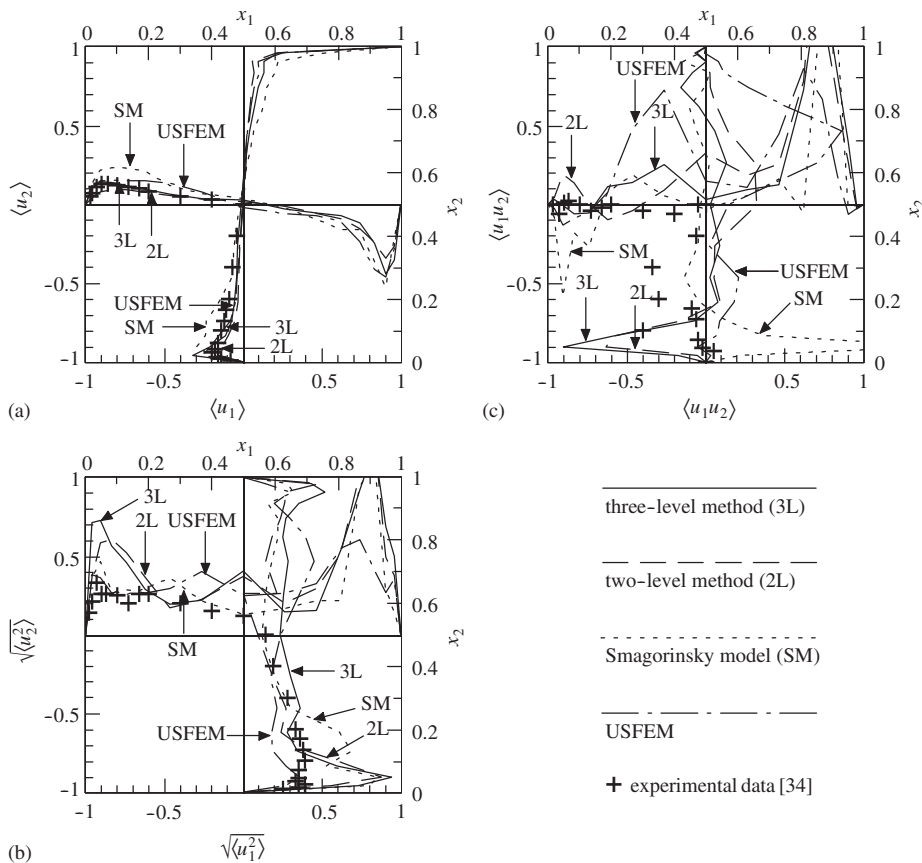 x1
0 0.2 0.4 0.6 0.8 1
1 1
SM
USFEM
0.8
0.5
0.6
⟨u2⟩
x2
3L 2L
0.4
-0.5
USFEM
SM 3L
2L
0.2
-1 0
-1 -0.5 0 0.5 1
(a)
⟨u1⟩
x1
0 0.2 0.4 0.6 0.8 1
1 1
USFEM
3L
2L
0.8
0.5
0.6
⟨u1u2⟩
x2
SM
0.4
-0.5
USFEM
3L 2L SM
0.2
-1 0
-1 -0.5 0 0.5 1
(c)
⟨u1u2⟩
x1
0 0.2 0.4 0.6 0.8 1
1 1
3L
2L USFEM
0.8
0.5
0.6
√⟨u2²⟩
x2
SM
0.4
3L
-0.5
SM
USFEM 2L
0.2
-1 0
-1 -0.5 0 0.5 1
(b)
√⟨u1²⟩
three-level method (3L)
two-level method (2L)
Smagorinsky model (SM)
USFEM
+ experimental data [34]